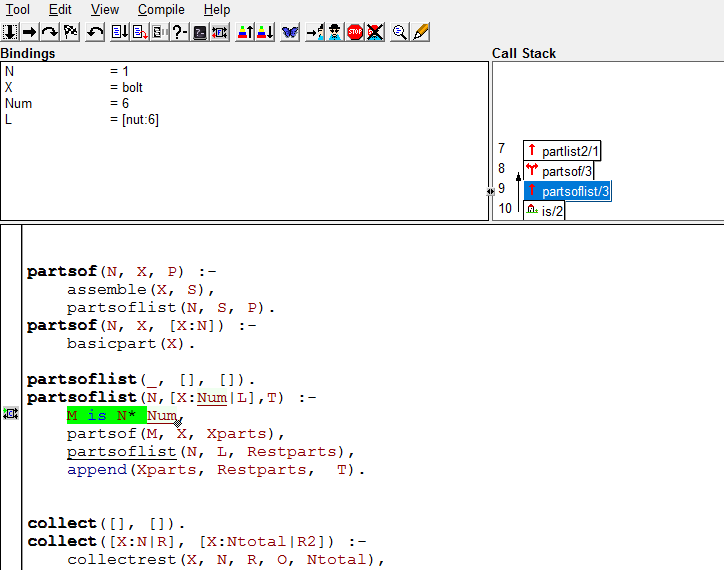 Tool Edit View Compile Help
Bindings
Call Stack
N = 1
X = bolt
Num = 6
L = [nut:6]
7 partlist2/1
8 partsof/3
9 partsoflist/3
10 is/2
partsof(N, X, P) :-
assemble(X, S),
partsoflist(N, S, P).
partsof(N, X, [X:N]) :-
basicpart(X).
partsoflist(_, [], []).
partsoflist(N,[X:Num|L],T) :-
M is N* Num,
partsof(M, X, Xparts),
partsoflist(N, L, Restparts),
append(Xparts, Restparts, T).
collect([], []).
collect([X:N|R], [X:Ntotal|R2]) :-
collectrest(X, N, R, O, Ntotal),